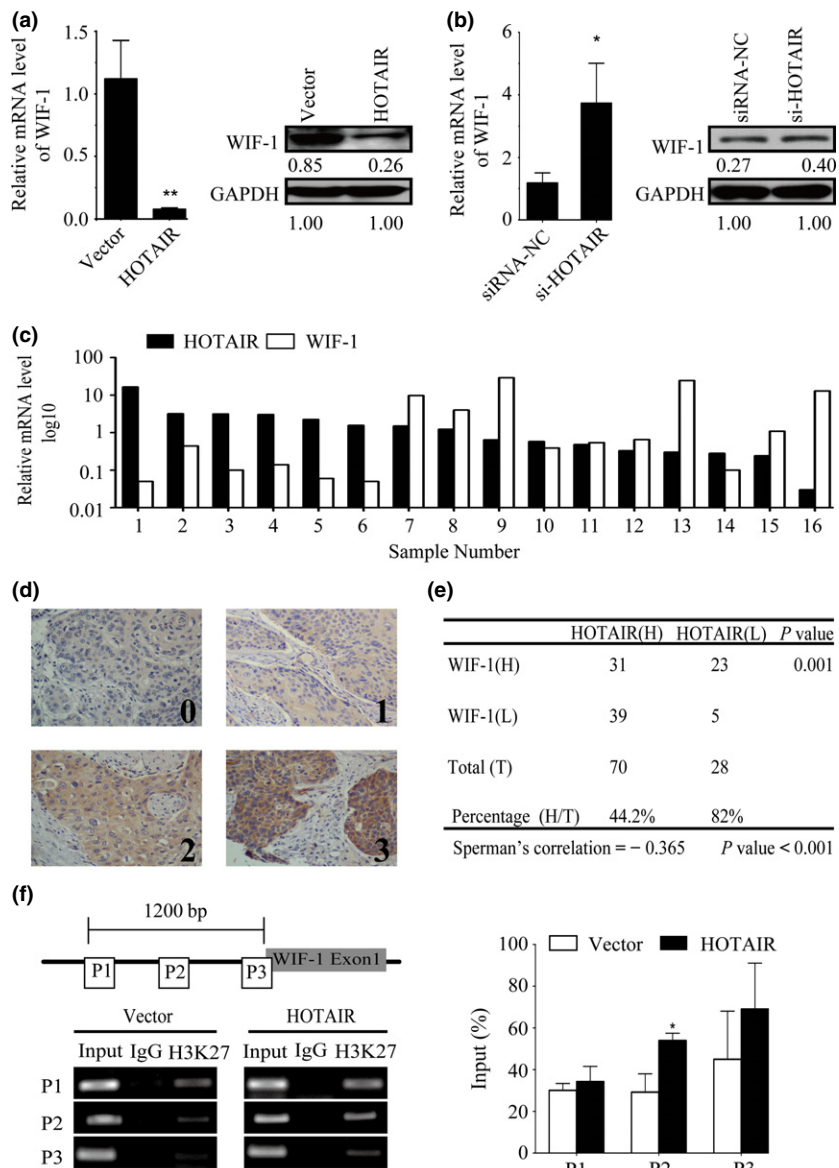 (a)
Relative mRNA level
of WIF-1
1.5
1.0
0.5
0.0
**
Vector
HOTAIR
Vector
HOTAIR
WIF-1
0.85 0.26
GAPDH
1.00 1.00
(b)
Relative mRNA level
of WIF-1
6
4
2
0
*
siRNA-NC
si-HOTAIR
siRNA-NC
si-HOTAIR
WIF-1
0.27 0.40
GAPDH
1.00 1.00
(c)
HOTAIR WIF-1
Relative mRNA level
log10
100
10
1
0.1
0.01
1 2 3 4 5 6 7 8 9 10 11 12 13 14 15 16
Sample Number
(d)
0
1
2
3
(e)
HOTAIR(H) HOTAIR(L) P value
WIF-1(H) 31 23 0.001
WIF-1(L) 39 5
Total (T) 70 28
Percentage (H/T) 44.2% 82%
Sperman's correlation = − 0.365 P value < 0.001
(f)
1200 bp
P1 P2 P3 WIF-1 Exon1
Vector HOTAIR
Input IgG H3K27 Input IgG H3K27
P1
P2
P3
Vector HOTAIR
Input (%)
100
80
60
40
20
0
*
P1 P2 P3